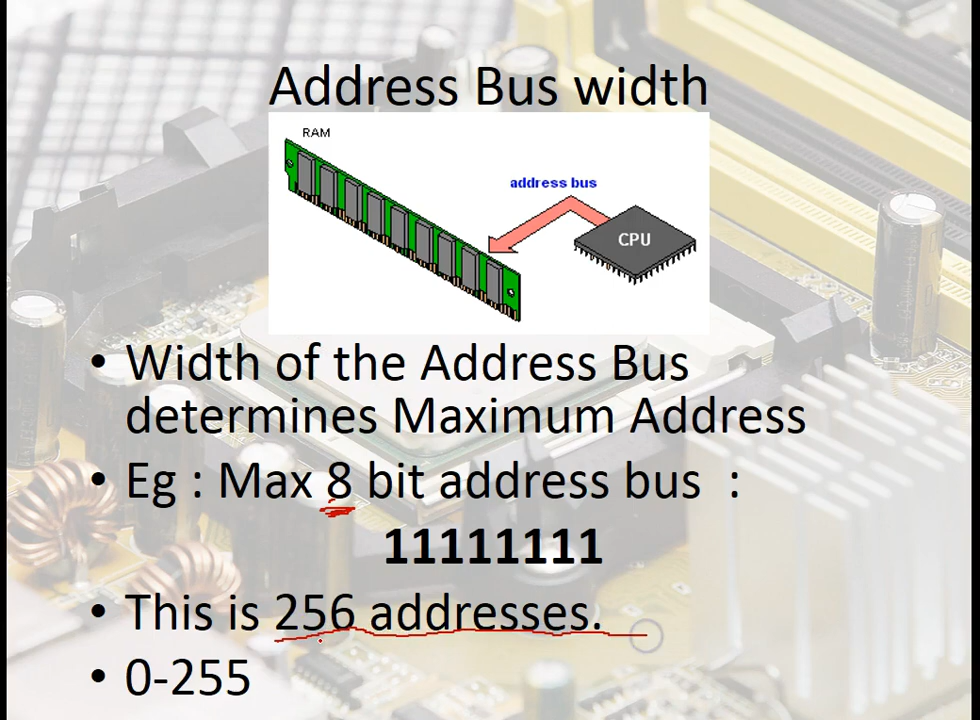 Address Bus width
RAM
address bus
CPU
• Width of the Address Bus
determines Maximum Address
• Eg : Max 8 bit address bus :
11111111
• This is 256 addresses.
• 0-255